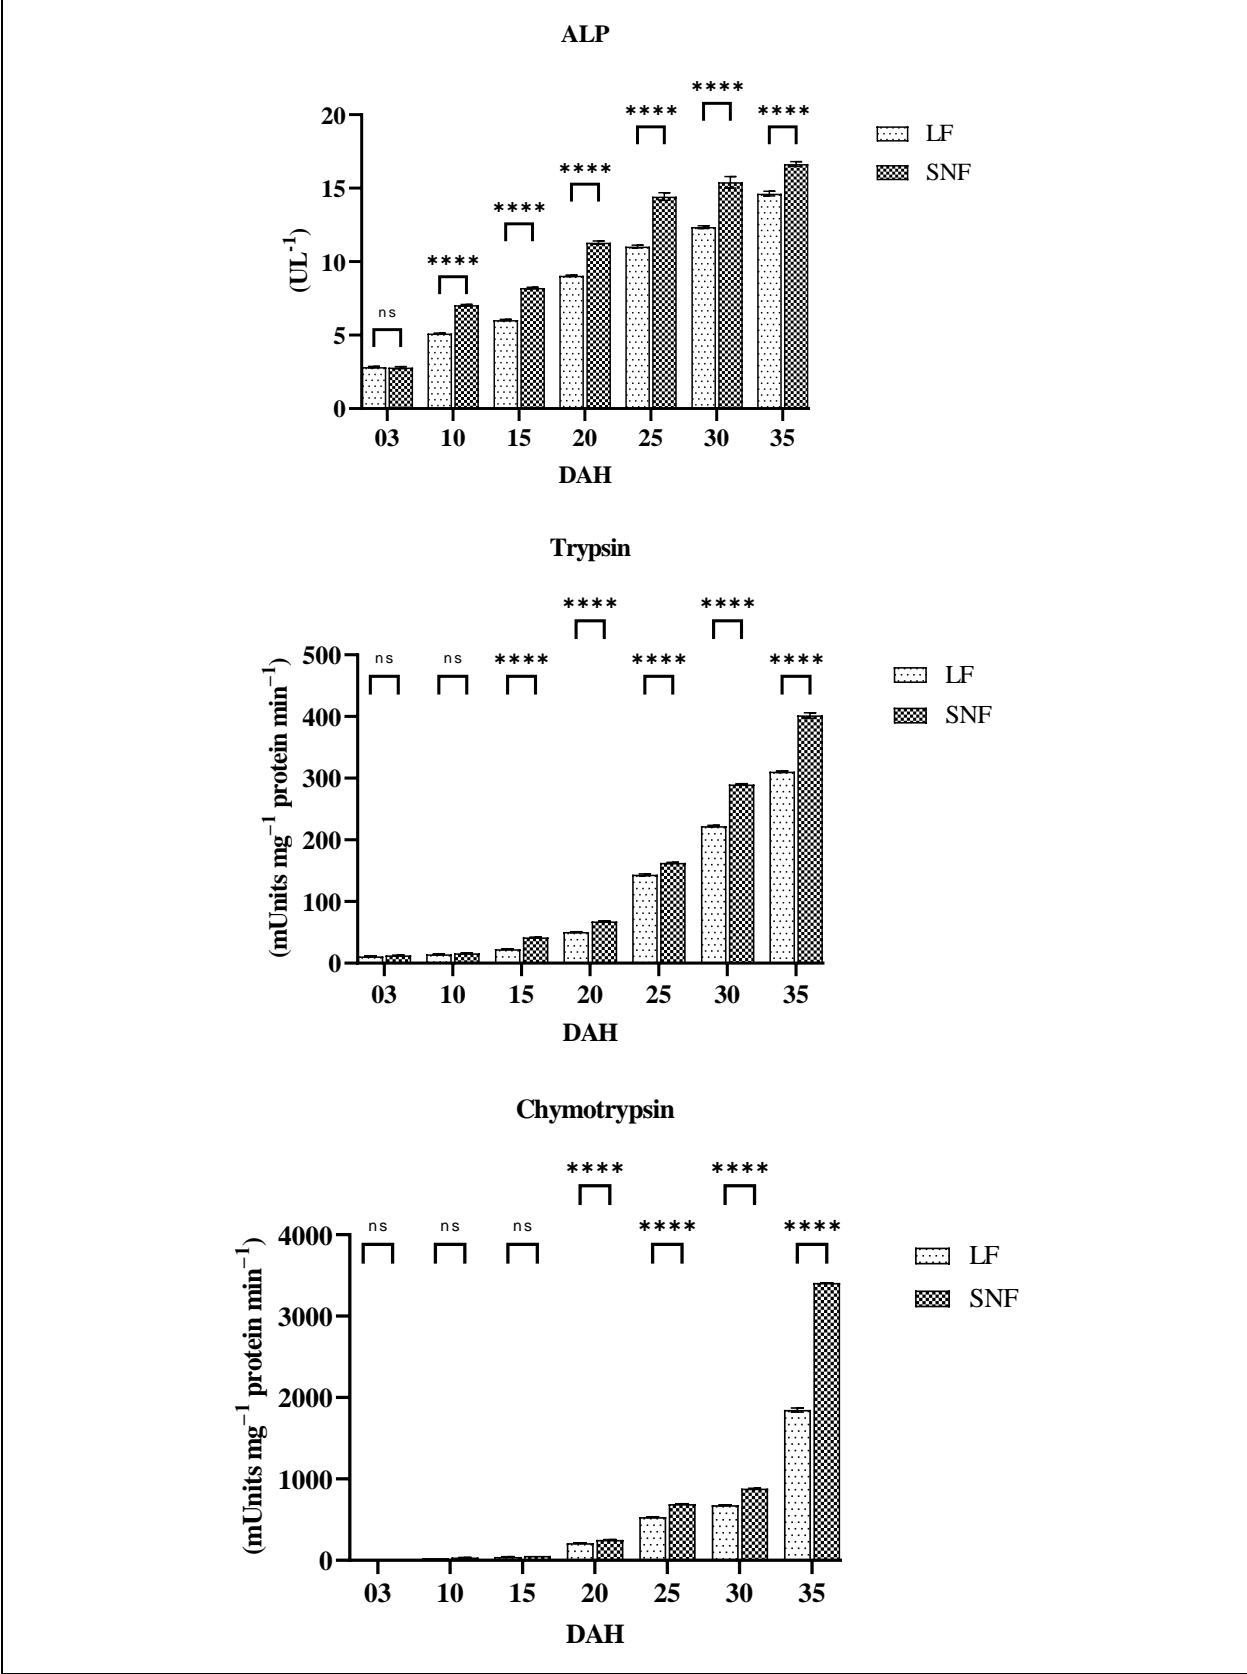 ALP
**** **** ****
**** **** ****
ns
20
15
10
5
0
(UL⁻¹)
03 10 15 20 25 30 35
DAH
LF
SNF
Trypsin
**** ****
ns ns **** **** ****
500
400
300
200
100
0
(mUnits mg⁻¹ protein min⁻¹)
03 10 15 20 25 30 35
DAH
LF
SNF
Chymotrypsin
**** ****
ns ns ns **** ****
4000
3000
2000
1000
0
(mUnits mg⁻¹ protein min⁻¹)
03 10 15 20 25 30 35
DAH
LF
SNF